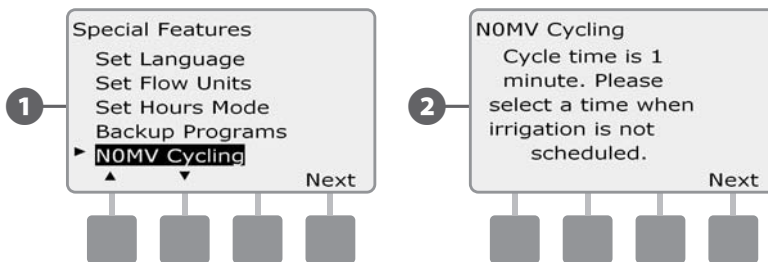 1
Special Features
Set Language
Set Flow Units
Set Hours Mode
Backup Programs
N0MV Cycling
Next
2
N0MV Cycling
Cycle time is 1
minute. Please
select a time when
irrigation is not
scheduled.
Next